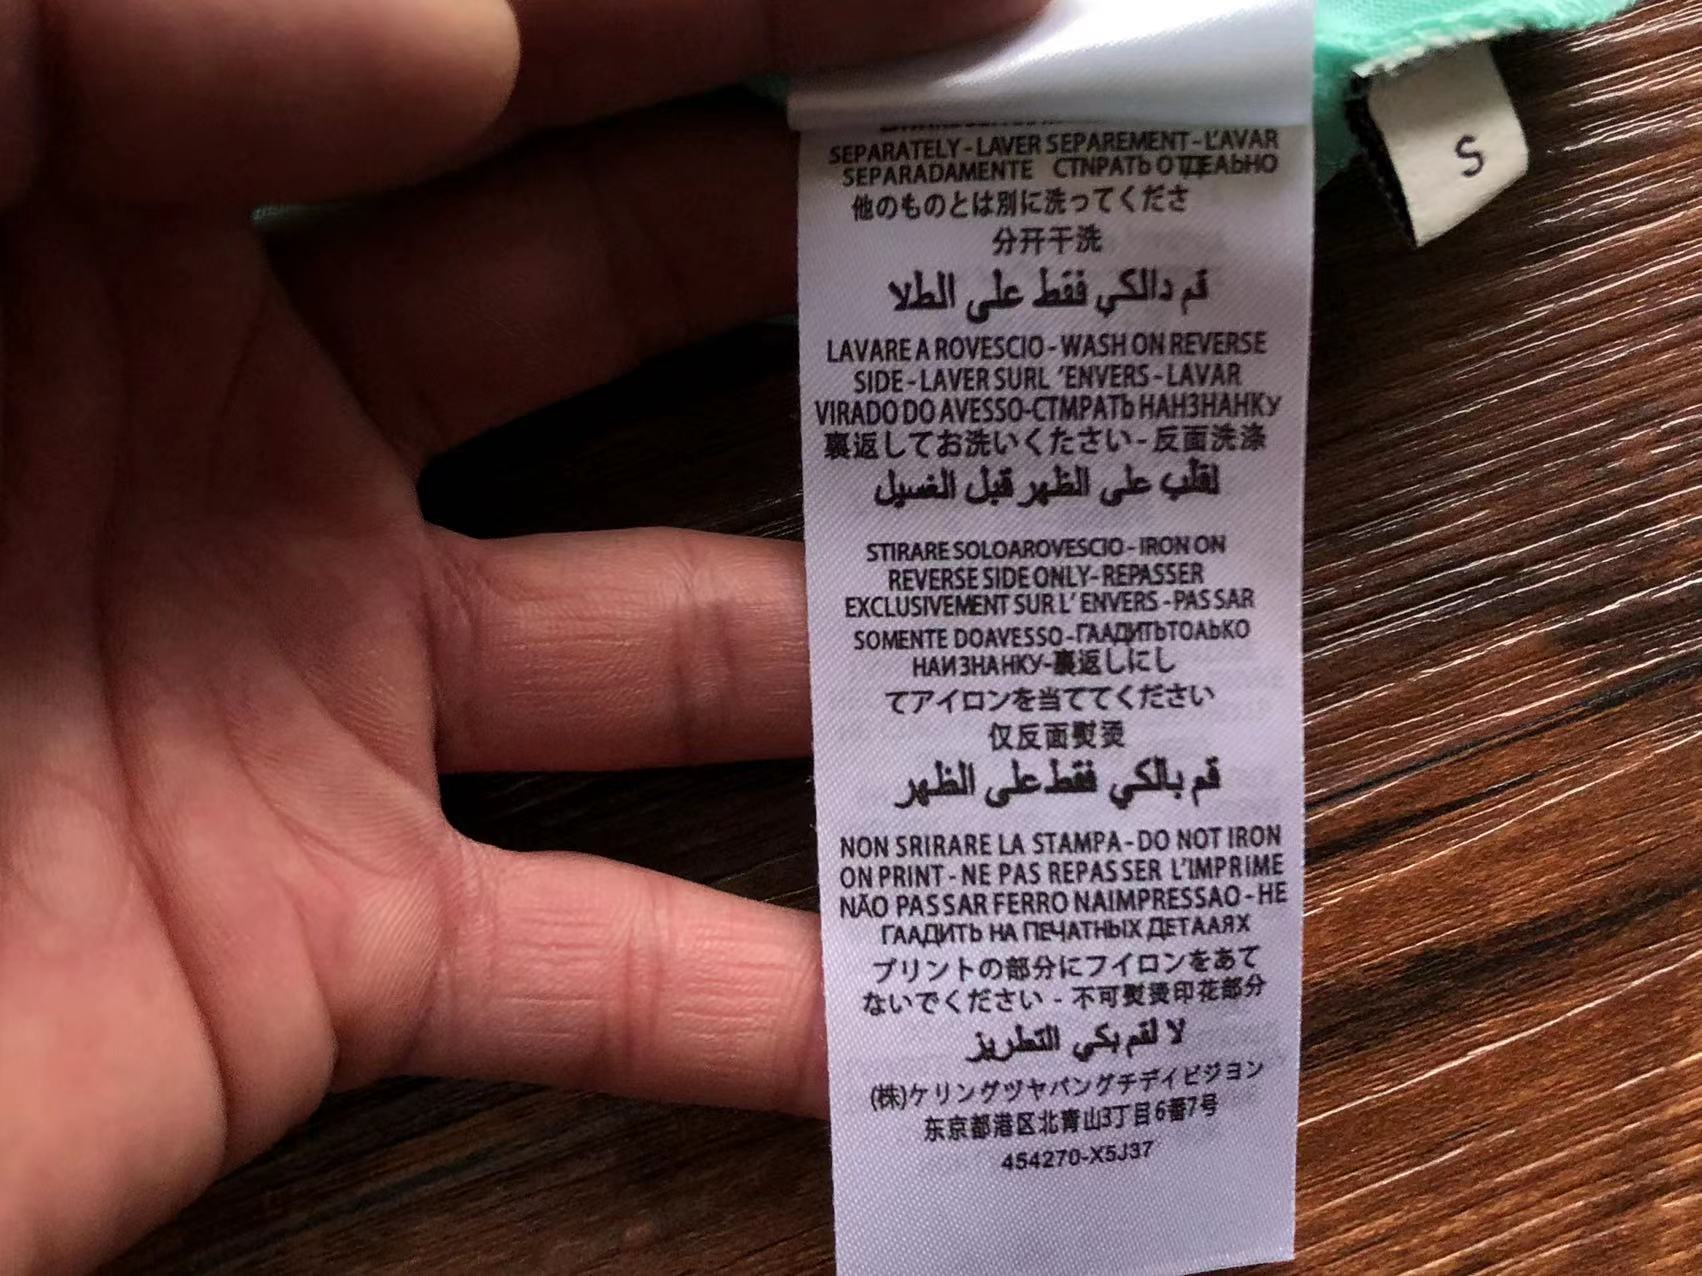 SEPARATELY - LAVER SEPAREMENT - L'AVAR
SEPARADAMENTE СТNPATЬ ОТДЕАЬНО
他のものとは別に洗ってくださ
分开干洗
قم دالكي فقط على الطلا
LAVARE A ROVESCIO - WASH ON REVERSE
SIDE - LAVER SURL 'ENVERS - LAVAR
VIRADO DO AVESSO-СТМРАТЬ НАНЗНАНКУ
裏返してお洗いくたさい - 反面洗涤
لقلب على الظهر قبل الغسيل
STIRARE SOLOAROVESCIO - IRON ON
REVERSE SIDE ONLY- REPASSER
EXCLUSIVEMENT SUR L' ENVERS - PAS SAR
SOMENTE DOAVESSO -ГААДИТЬТОАЬКО
НАИЗНАНКУ-裏返しにし
てアイロンを当ててください
仅反面熨烫
قم بالكي فقط على الظهر
NON SRIRARE LA STAMPA - DO NOT IRON
ON PRINT - NE PAS REPAS SER L'IMPRIME
NÃO PAS SAR FERRO NAIMPRESSAO - НЕ
ГААДИТЬ НА ПЕЧАТНЫХ ДЕТААЯХ
プリントの部分にフイロンをあて
ないでください - 不可熨烫印花部分
لا لقم بكي التطريز
(株)ケリングツヤパングチデイビジヨン
东京都港区北青山3丁目6番7号
454270-X5J37
S